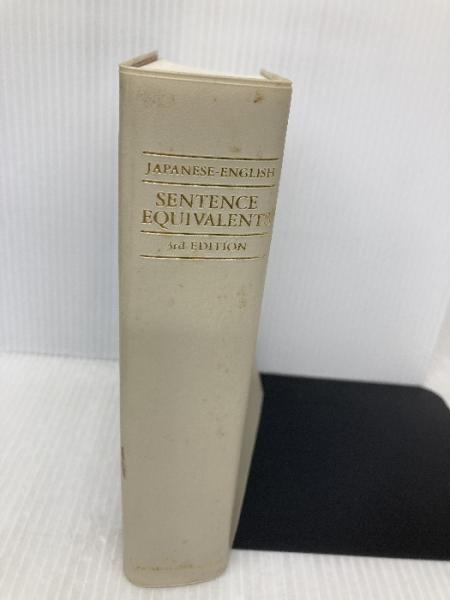 JAPANESE-ENGLISH
SENTENCE
EQUIVALENTS
3rd EDITION